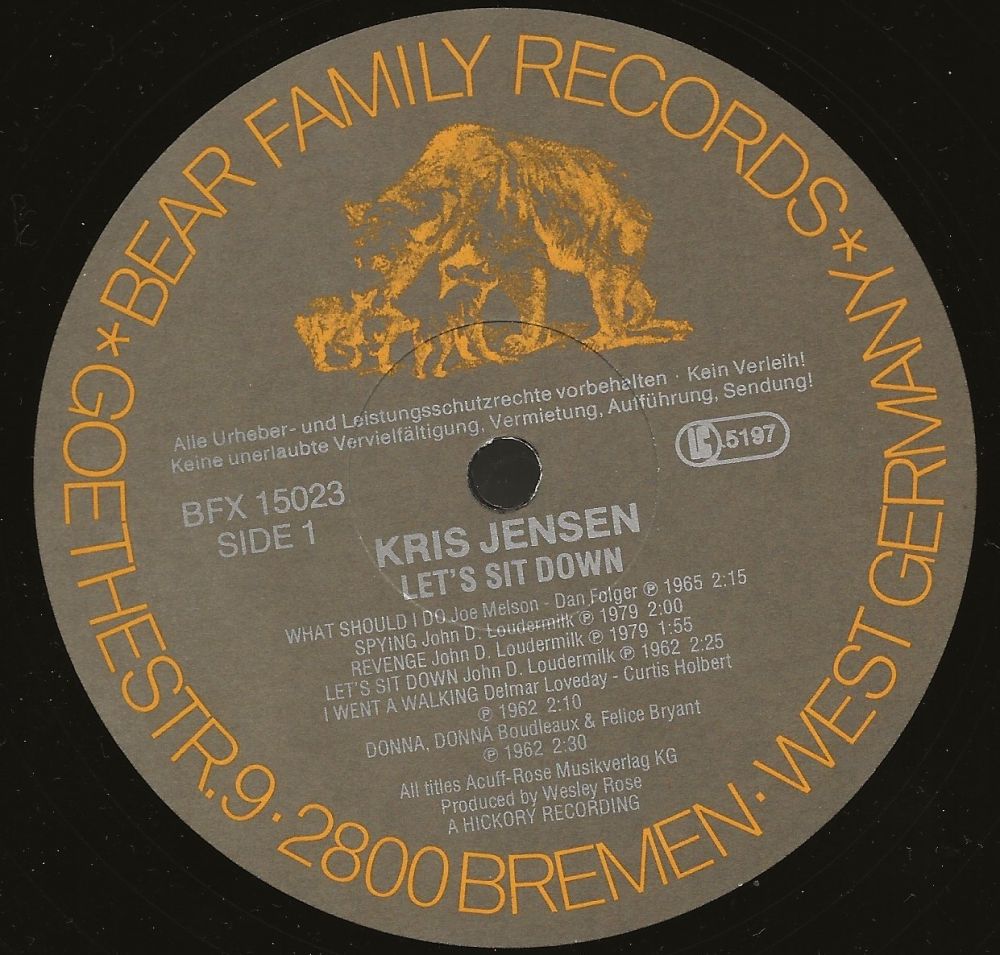 *BEAR FAMILY RECORDS*
GOETHESTR.9·2800 BREMEN·WEST GERMANY
Alle Urheber- und Leistungsschutzrechte vorbehalten · Kein Verleih!
Keine unerlaubte Vervielfältigung, Vermietung, Aufführung, Sendung!
LC 5197
BFX 15023
SIDE 1
KRIS JENSEN
LET'S SIT DOWN
WHAT SHOULD I DO Joe Melson - Dan Folger ℗ 1965 2:15
SPYING John D. Loudermilk ℗ 1979 2:00
REVENGE John D. Loudermilk ℗ 1979 1:55
LET'S SIT DOWN John D. Loudermilk ℗ 1962 2:25
I WENT A WALKING Delmar Loveday - Curtis Holbert
℗ 1962 2:10
DONNA, DONNA Boudleaux & Felice Bryant
℗ 1962 2:30
All titles Acuff-Rose Musikverlag KG
Produced by Wesley Rose
A HICKORY RECORDING